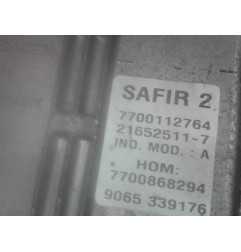 SAFIR 2
7700112764
21652511-7
IND. MOD. : A
HOM:
7700868294
9065 339176